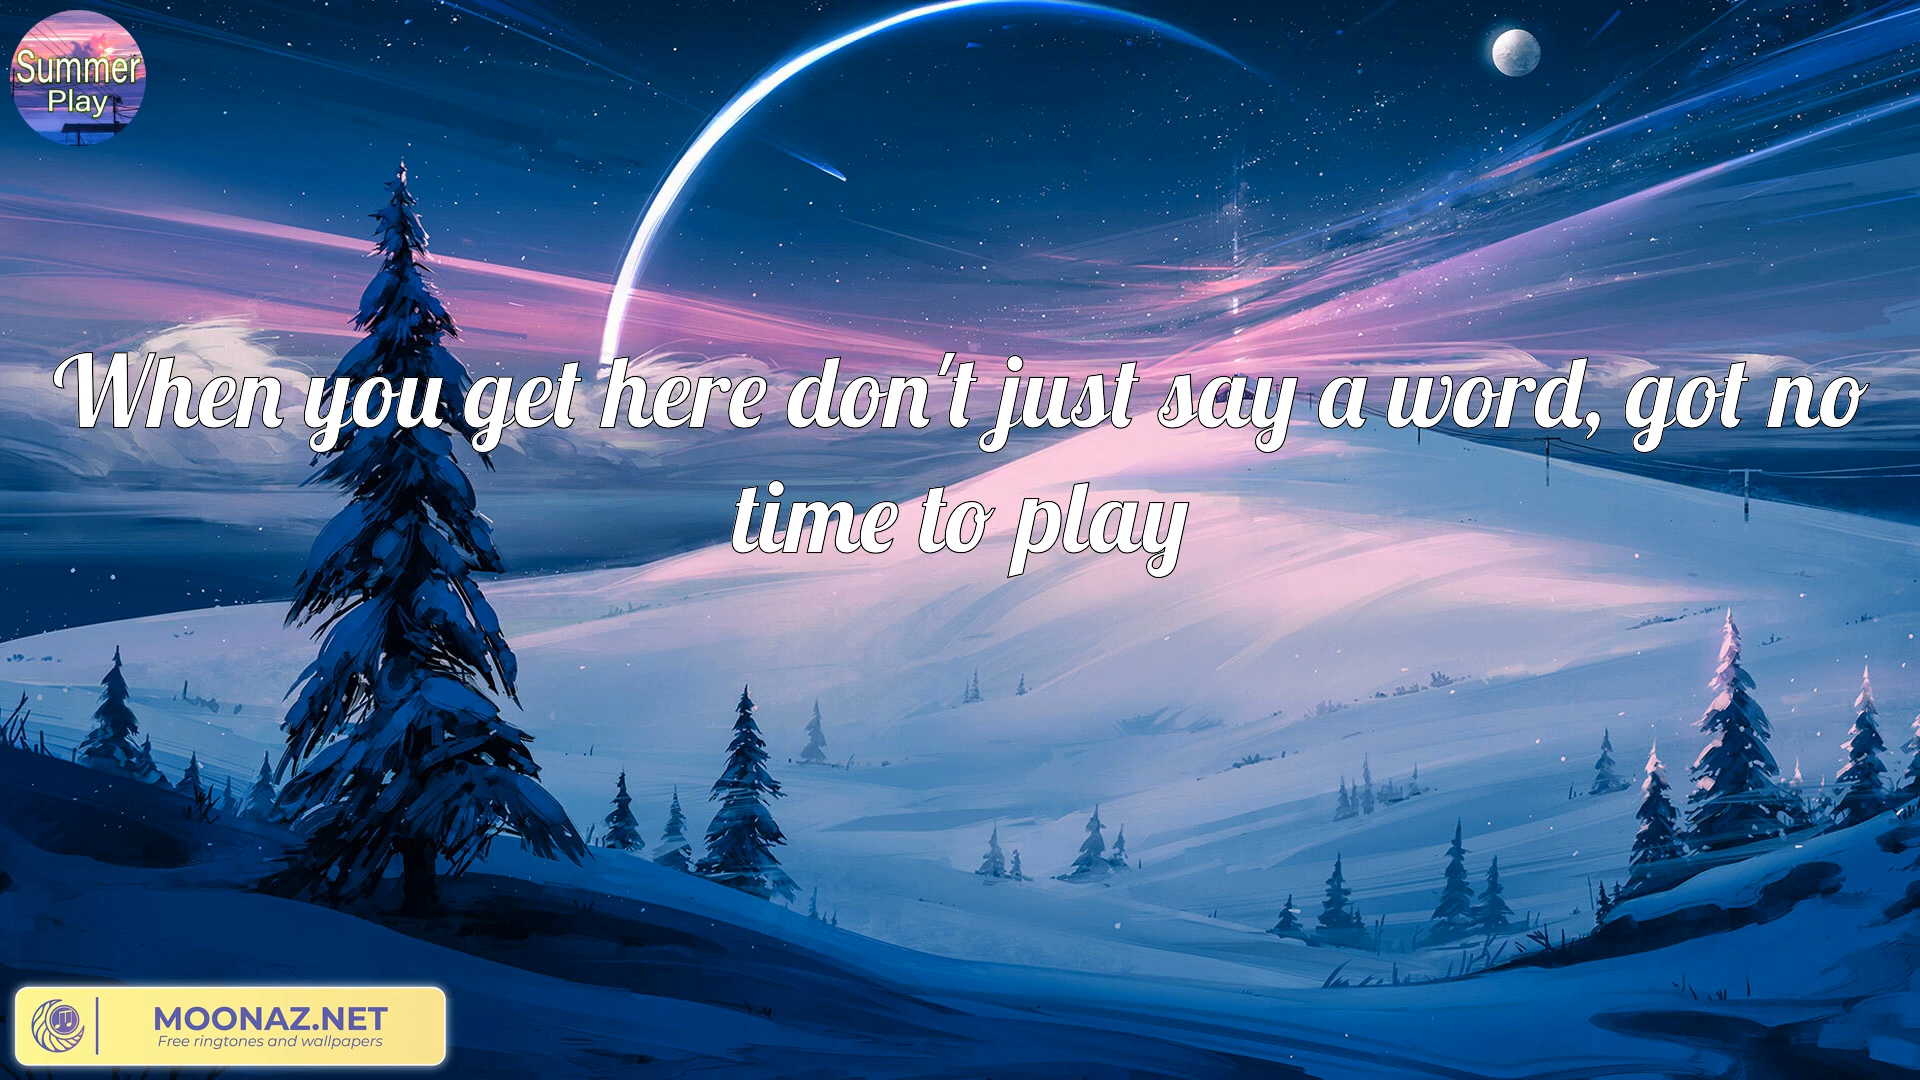 Summer
Play
When you get here don't just say a word, got no
time to play
MOONAZ.NET
Free ringtones and wallpapers